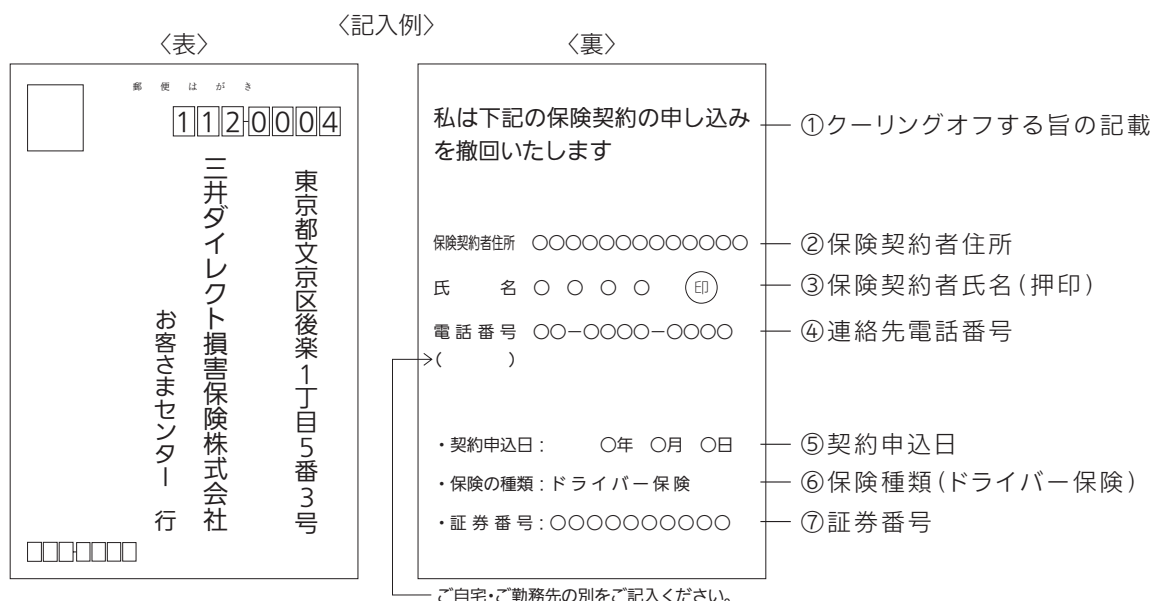 〈記入例〉
〈表〉
郵便はがき
112-0004
東京都文京区後楽1丁目5番3号
三井ダイレクト損害保険株式会社
お客さまセンター 行
〈裏〉
私は下記の保険契約の申し込み
を撤回いたします
保険契約者住所 ○○○○○○○○○○○○○
氏 名 ○ ○ ○ ○ 印
電話番号 ○○−○○○○−○○○○
( )
・契約申込日: ○年 ○月 ○日
・保険の種類:ドライバー保険
・証券番号:○○○○○○○○○○
①クーリングオフする旨の記載
②保険契約者住所
③保険契約者氏名(押印)
④連絡先電話番号
⑤契約申込日
⑥保険種類(ドライバー保険)
⑦証券番号
ご自宅・ご勤務先の別をご記入ください。